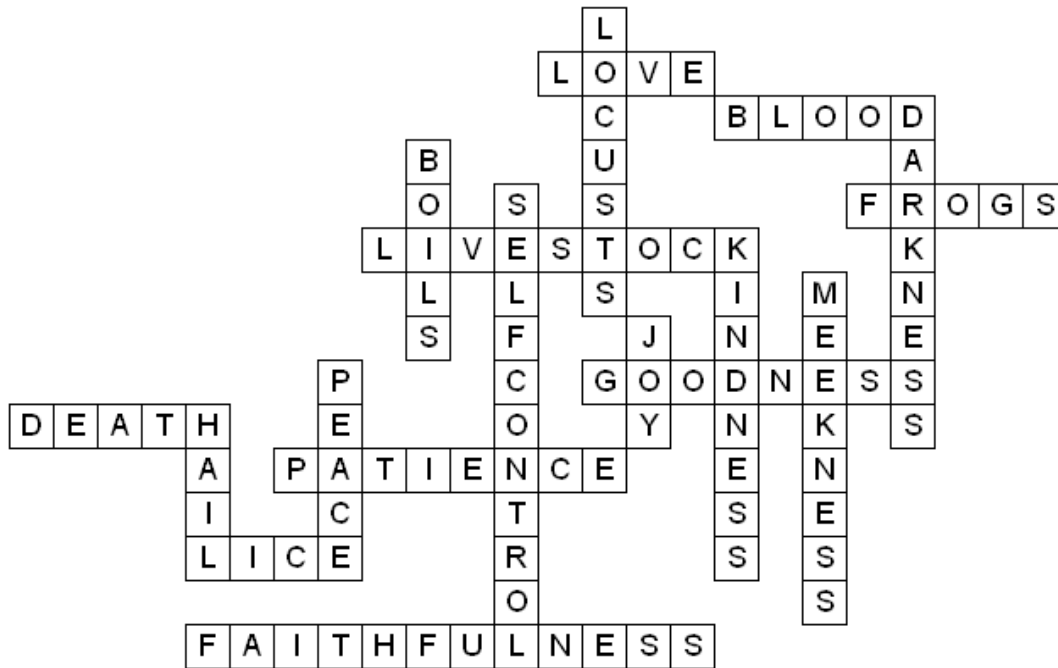 LOCUSTS
LOVE
BLOOD
DARKNESS
BOILS
SELFCONTROL
FROGS
LIVESTOCK
KINDNESS
MEEKNESS
JOY
PEACE
GOODNESS
DEATH
HAIL
PATIENCE
LICE
FAITHFULNESS